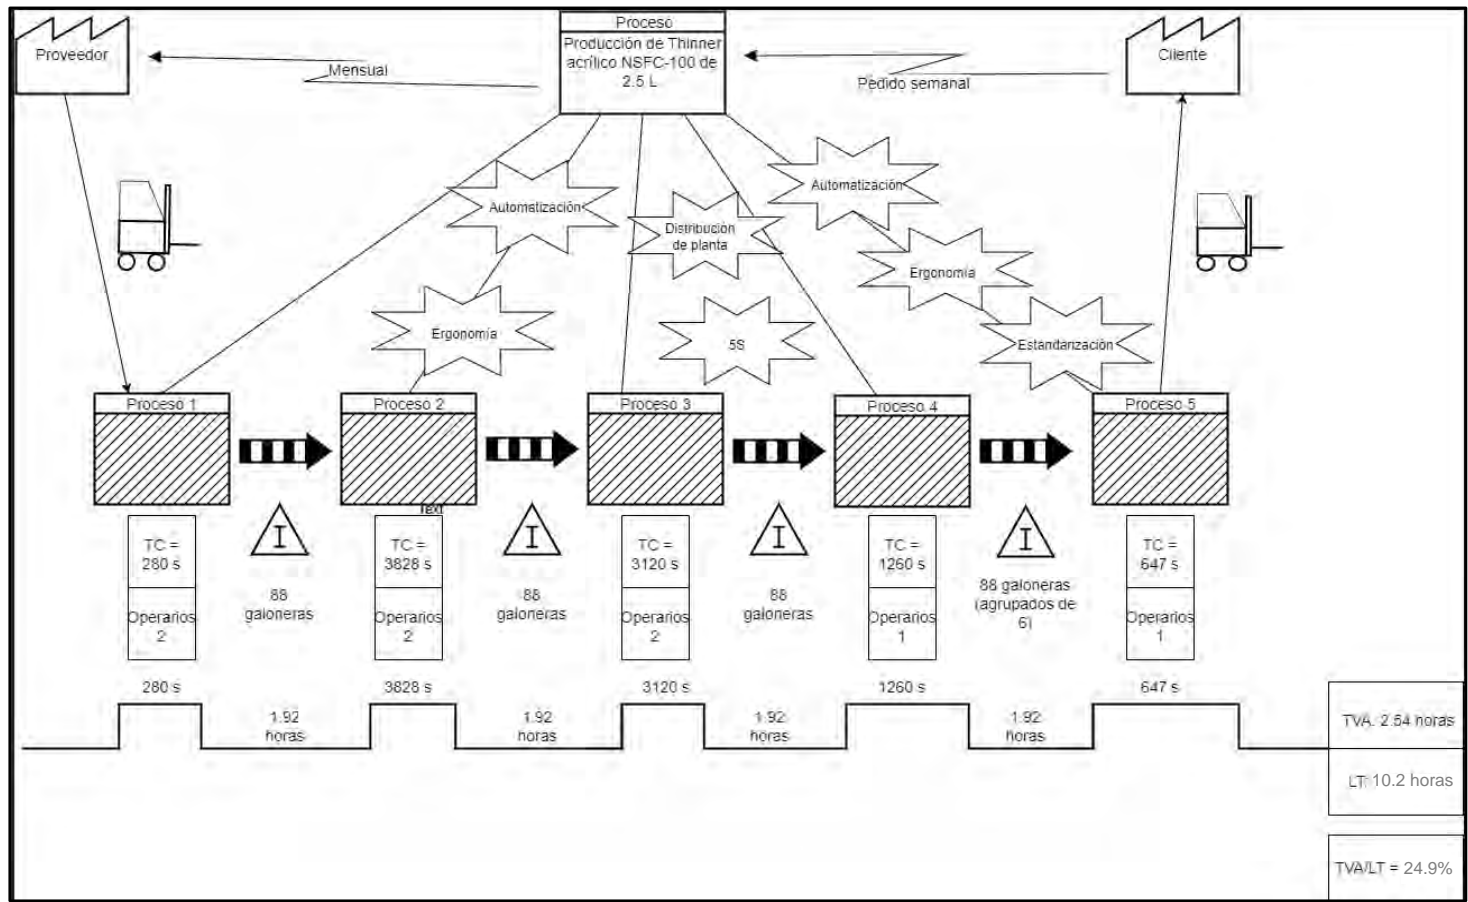 Proceso
Producción de Thinner
acrílico NSFC-100 de
2.5 L
Proveedor
Mensual
Cliente
Pedido semanal
Automatización
Automatización
Distribución
de planta
Ergonomía
Ergonomía
5S
Estandarización
Proceso 1
Proceso 2
Proceso 3
Proceso 4
Proceso 5
Text
TC =
280 s
Operarios
2
88
galoneras
TC =
3828 s
Operarios
2
88
galoneras
TC =
3120 s
Operarios
2
88
galoneras
TC =
1260 s
Operarios
1
88 galoneras
(agrupados de
6)
TC =
647 s
Operarios
1
I
I
I
I
280 s
3828 s
3120 s
1260 s
647 s
1.92
horas
1.92
horas
1.92
horas
1.92
horas
TVA: 2.54 horas
LT: 10.2 horas
TVA/LT = 24.9%